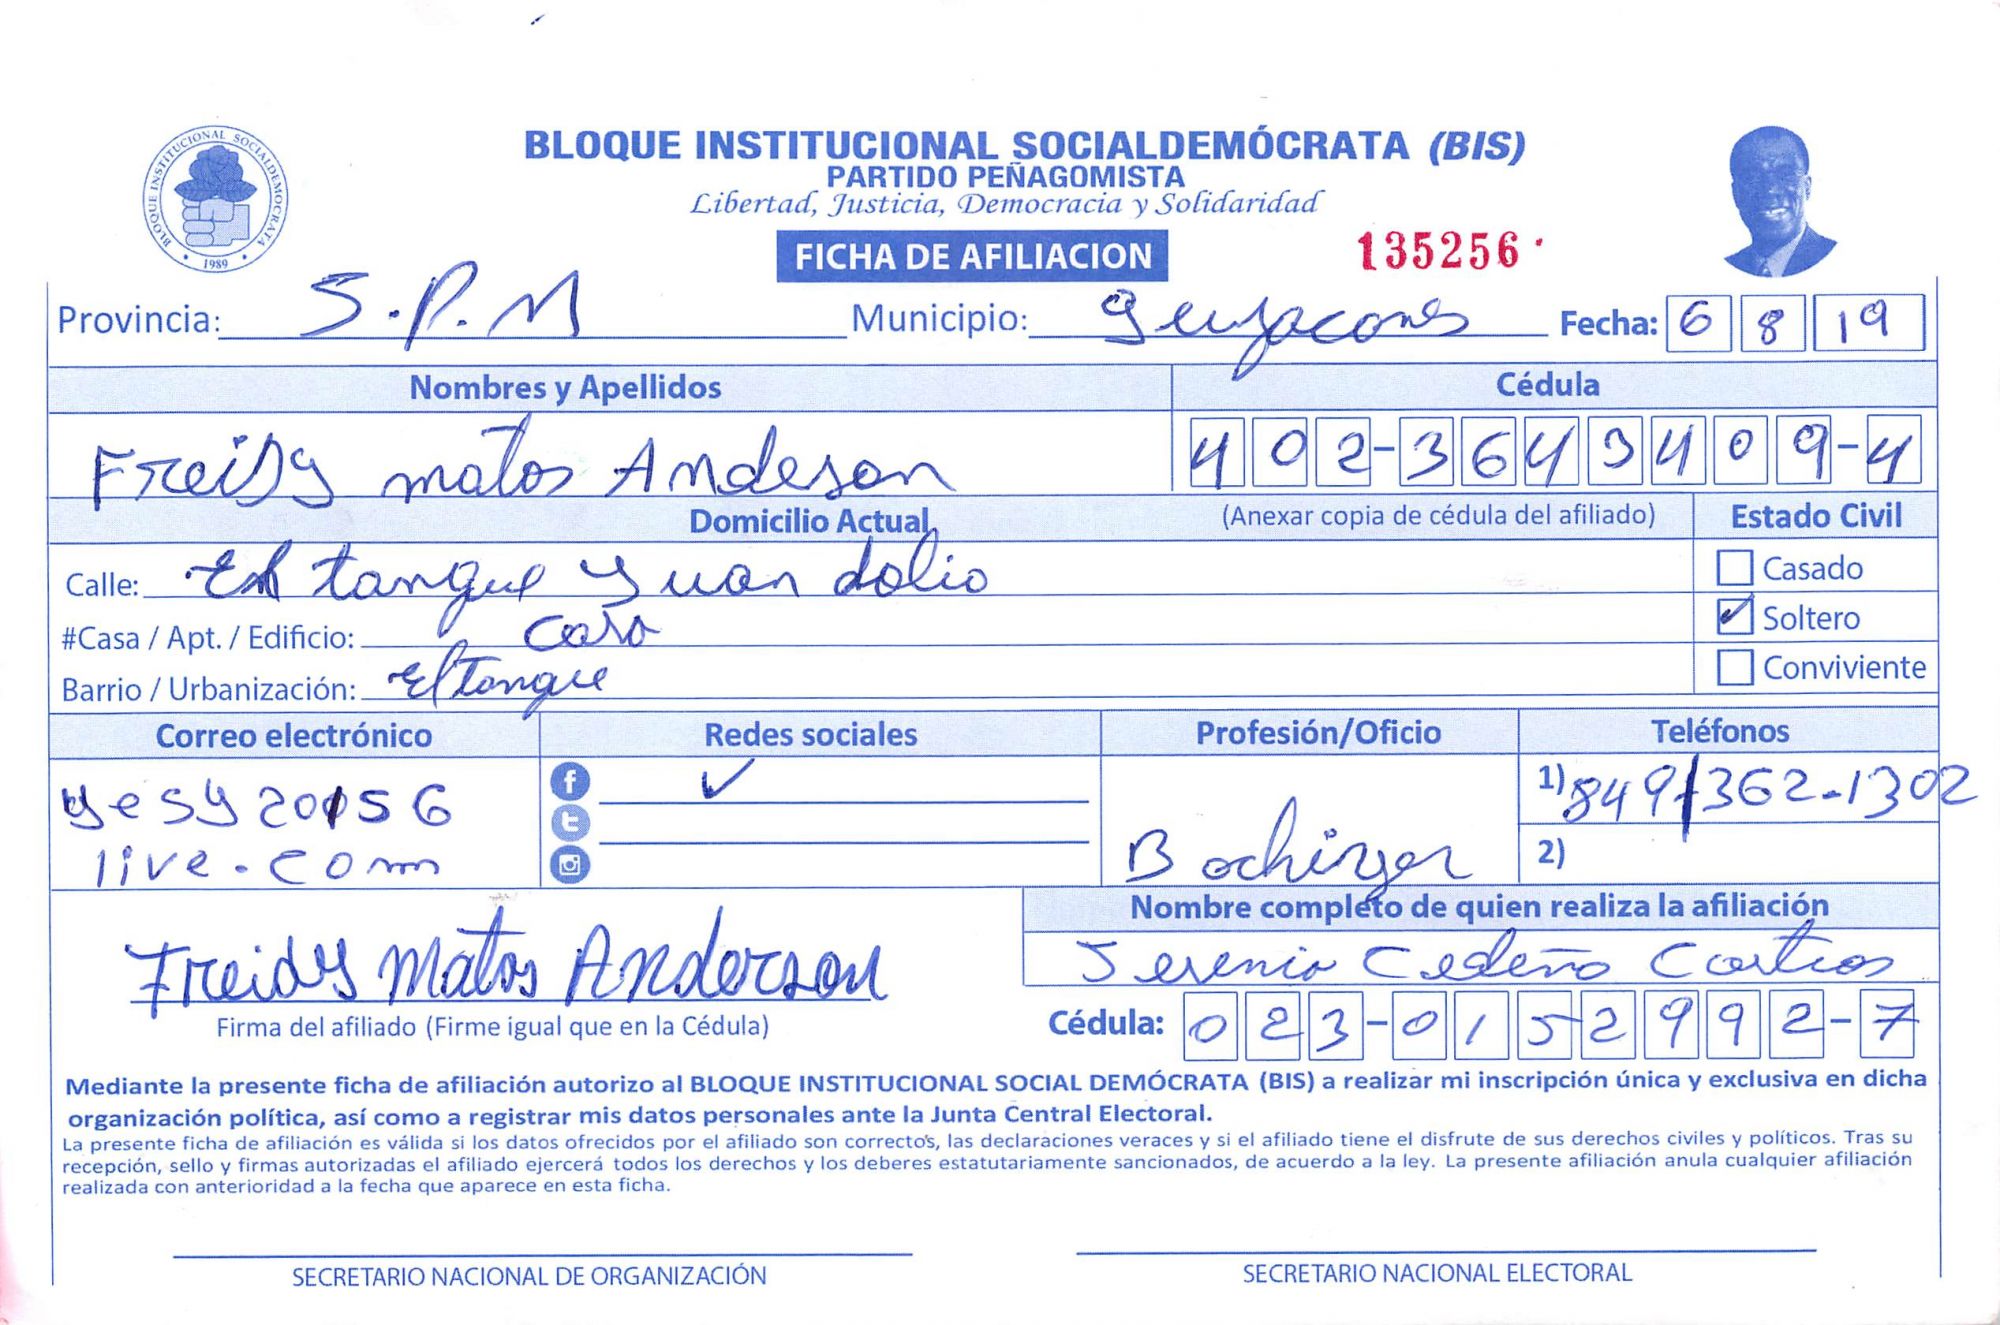 BLOQUE INSTITUCIONAL SOCIALDEMÓCRATA 1989
BLOQUE INSTITUCIONAL SOCIALDEMÓCRATA (BIS)
PARTIDO PEÑAGOMISTA
Libertad, Justicia, Democracia y Solidaridad
FICHA DE AFILIACION 135256
Provincia: S.P.M Municipio: Fecha: 6 8 19
Nombres y Apellidos Cédula
Freidy matos Andeson 402-3643409-4
Domicilio Actual (Anexar copia de cédula del afiliado) Estado Civil
Calle: El tanque Juan dolio Casado
#Casa / Apt. / Edificio: Casa Soltero
Barrio / Urbanización: El tanque Conviviente
Correo electrónico Redes sociales Profesión/Oficio Teléfonos
yesy20156 1) 849/362-1302
live.com 2)
Nombre completo de quien realiza la afiliación
Freidy Matos Anderson Cedeño
Firma del afiliado (Firme igual que en la Cédula) Cédula: 023-0152992-7
Mediante la presente ficha de afiliación autorizo al BLOQUE INSTITUCIONAL SOCIAL DEMÓCRATA (BIS) a realizar mi inscripción única y exclusiva en dicha
organización política, así como a registrar mis datos personales ante la Junta Central Electoral.
La presente ficha de afiliación es válida si los datos ofrecidos por el afiliado son correctos, las declaraciones veraces y si el afiliado tiene el disfrute de sus derechos civiles y políticos. Tras su
recepción, sello y firmas autorizadas el afiliado ejercerá todos los derechos y los deberes estatutariamente sancionados, de acuerdo a la ley. La presente afiliación anula cualquier afiliación
realizada con anterioridad a la fecha que aparece en esta ficha.
SECRETARIO NACIONAL DE ORGANIZACIÓN SECRETARIO NACIONAL ELECTORAL